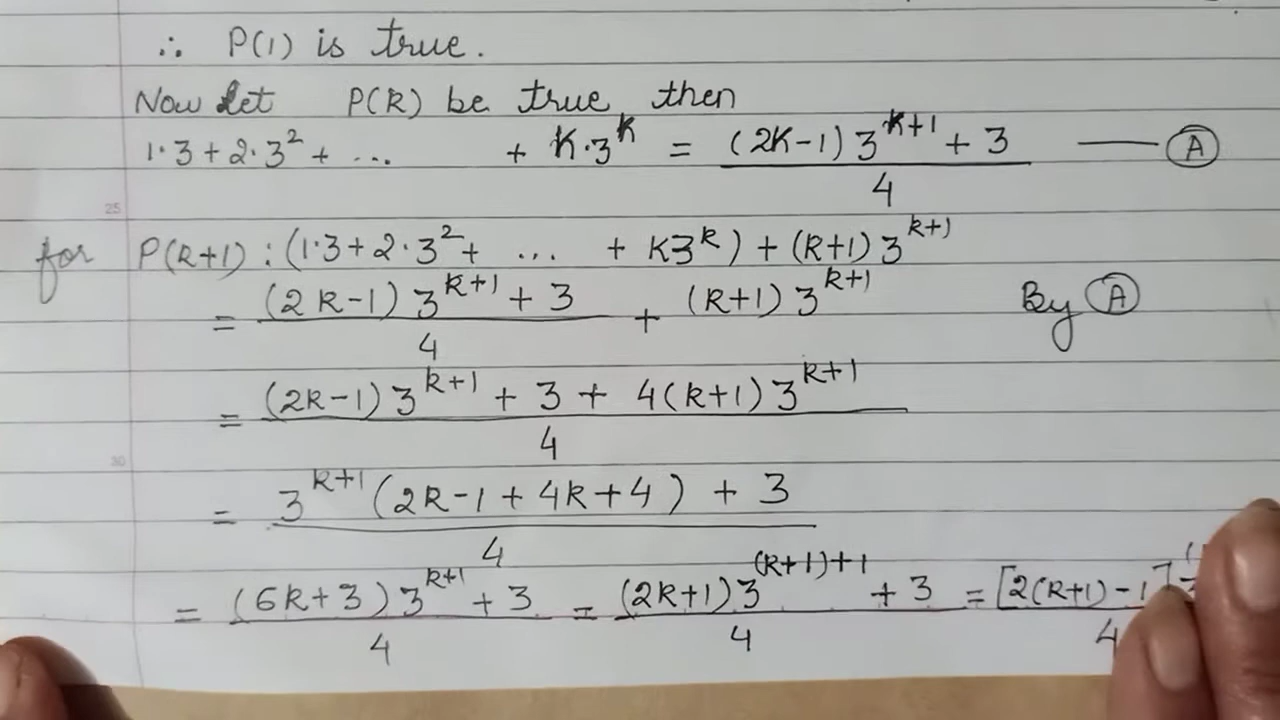 ∴ P(1) is true.
Now let P(k) be true then
1·3 + 2·3² + ... + k·3^k = ((2k-1) 3^(k+1) + 3)/4 —— (A)
25
for P(k+1) : (1·3 + 2·3² + ... + k3^k) + (k+1) 3^(k+1)
= ((2k-1) 3^(k+1) + 3)/4 + (k+1) 3^(k+1) By (A)
= ((2k-1) 3^(k+1) + 3 + 4(k+1) 3^(k+1))/4
30
= (3^(k+1) (2k-1+4k+4) + 3)/4
= ((6k+3) 3^(k+1) + 3)/4 = ((2k+1) 3^((k+1)+1) + 3)/4 = [2(k+1)-1]/4